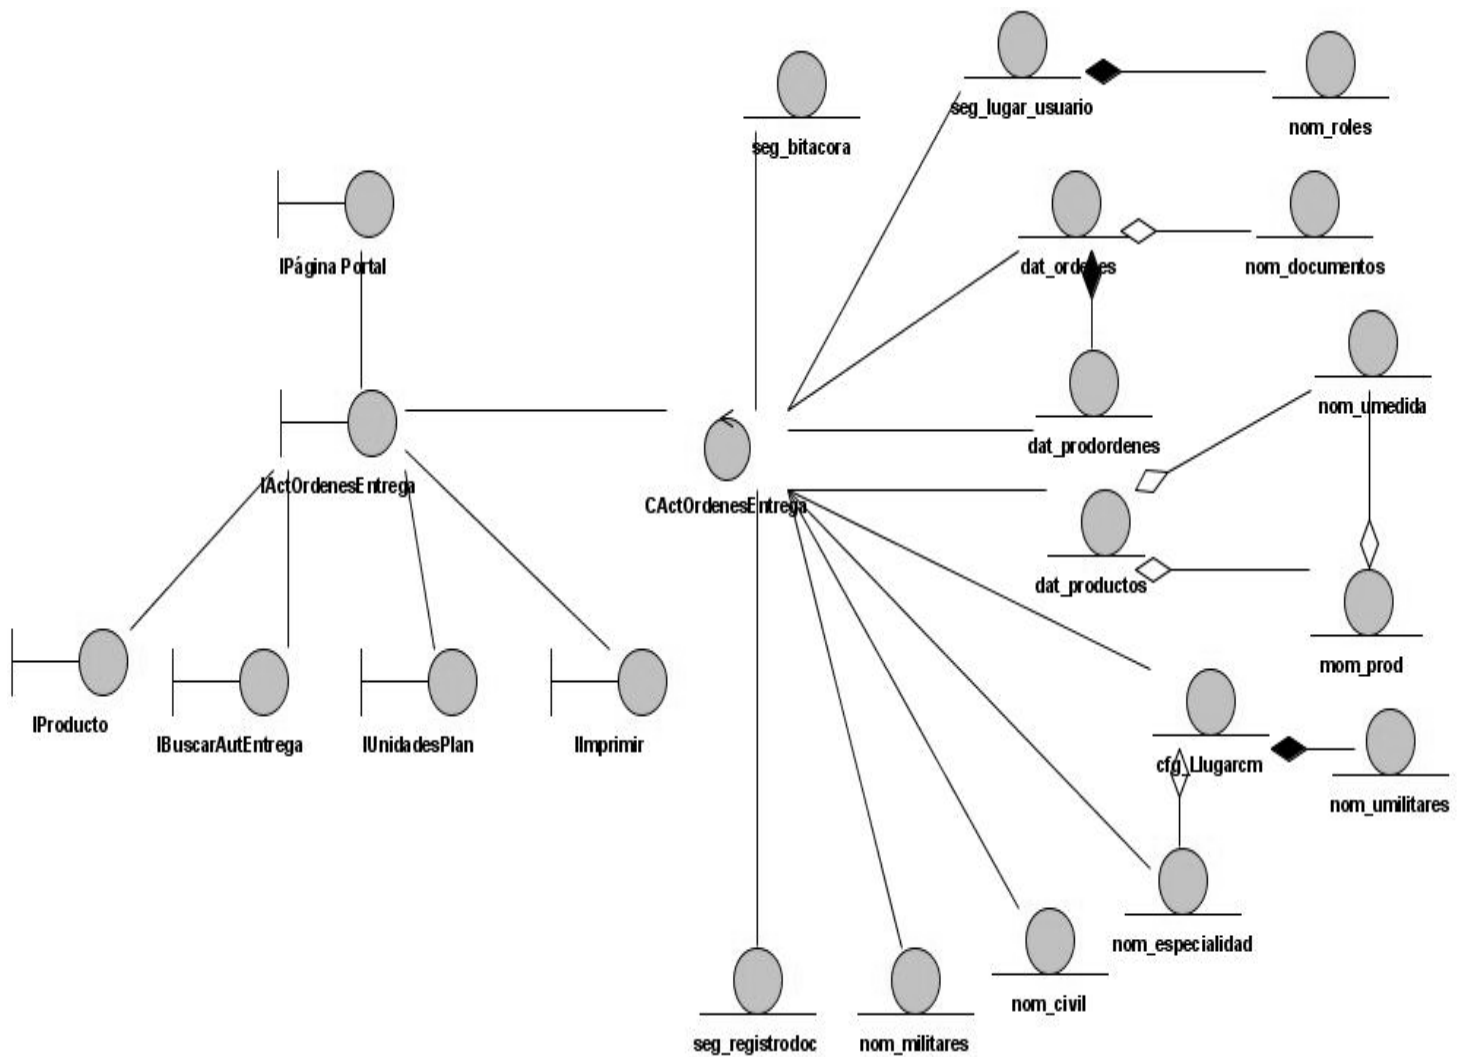 seg_lugar_usuario
nom_roles
seg_bitacora
IPágina Portal
dat_ordenes
nom_documentos
nom_umedida
dat_prodordenes
IActOrdenesEntrega
CActOrdenesEntrega
dat_productos
mom_prod
IProducto
IBuscarAutEntrega
IUnidadesPlan
IImprimir
cfg_Llugarcm
nom_umilitares
nom_especialidad
nom_civil
seg_registrodoc
nom_militares